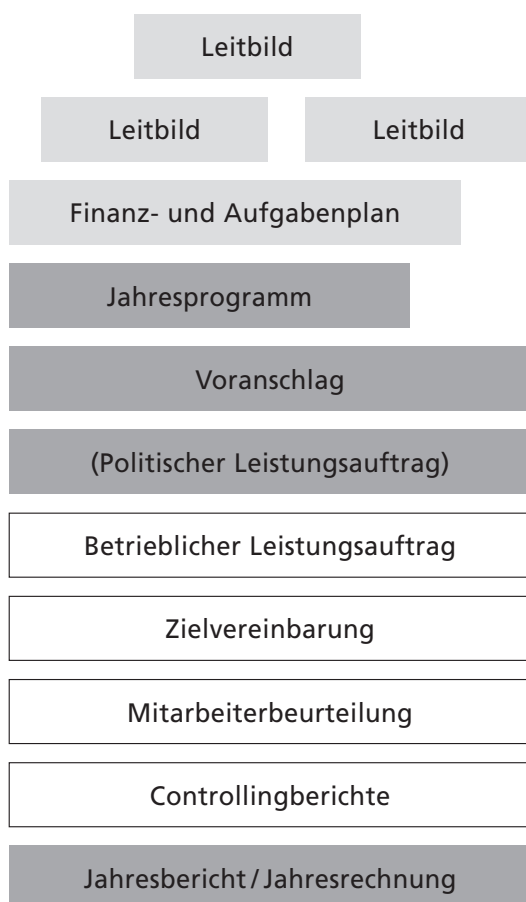 Leitbild
Leitbild Leitbild
Finanz- und Aufgabenplan
Jahresprogramm
Voranschlag
(Politischer Leistungsauftrag)
Betrieblicher Leistungsauftrag
Zielvereinbarung
Mitarbeiterbeurteilung
Controllingberichte
Jahresbericht / Jahresrechnung